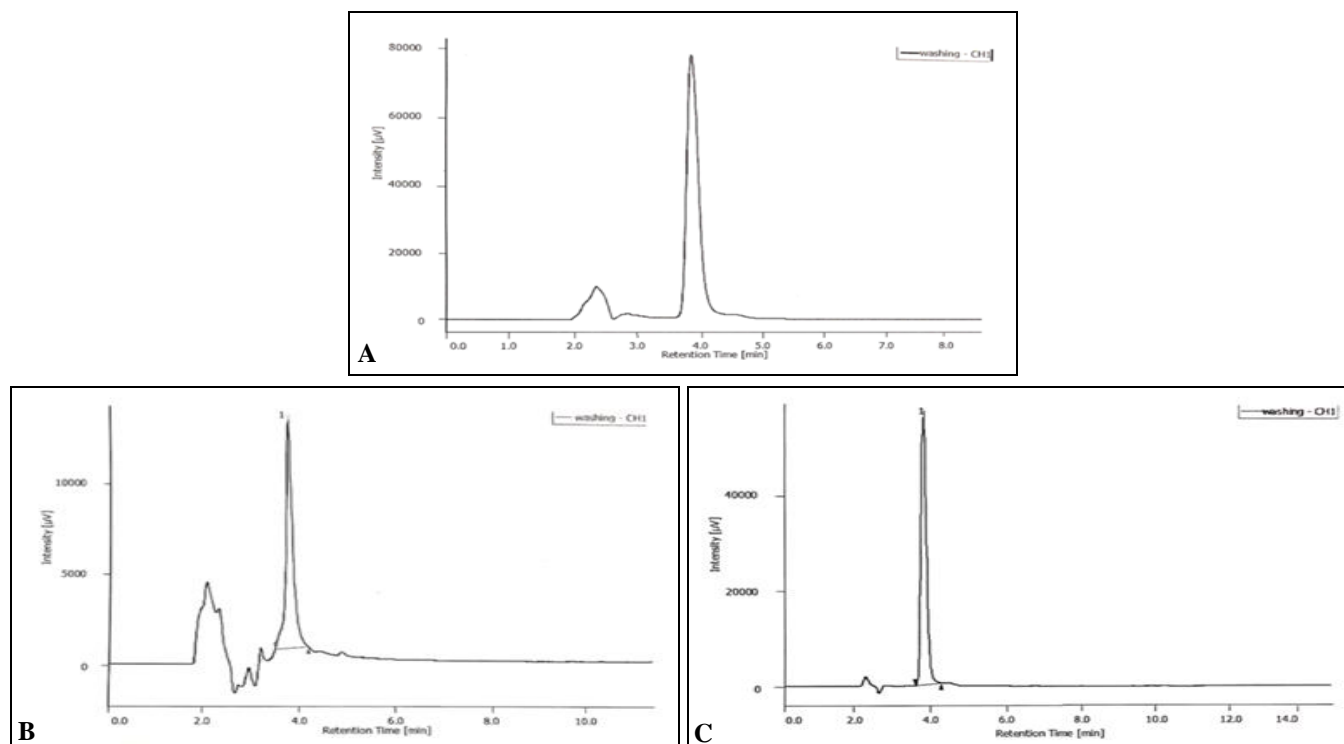 washing - CH1
80000
60000
40000
20000
0
Intensity [µV]
0.0 1.0 2.0 3.0 4.0 5.0 6.0 7.0 8.0
Retention Time [min]
A
1
washing - CH1
10000
5000
0
Intensity [µV]
0.0 2.0 4.0 6.0 8.0 10.0
Retention Time [min]
B
1
washing - CH1
40000
20000
0
Intensity [µV]
0.0 2.0 4.0 6.0 8.0 10.0 12.0 14.0
Retention Time [min]
C